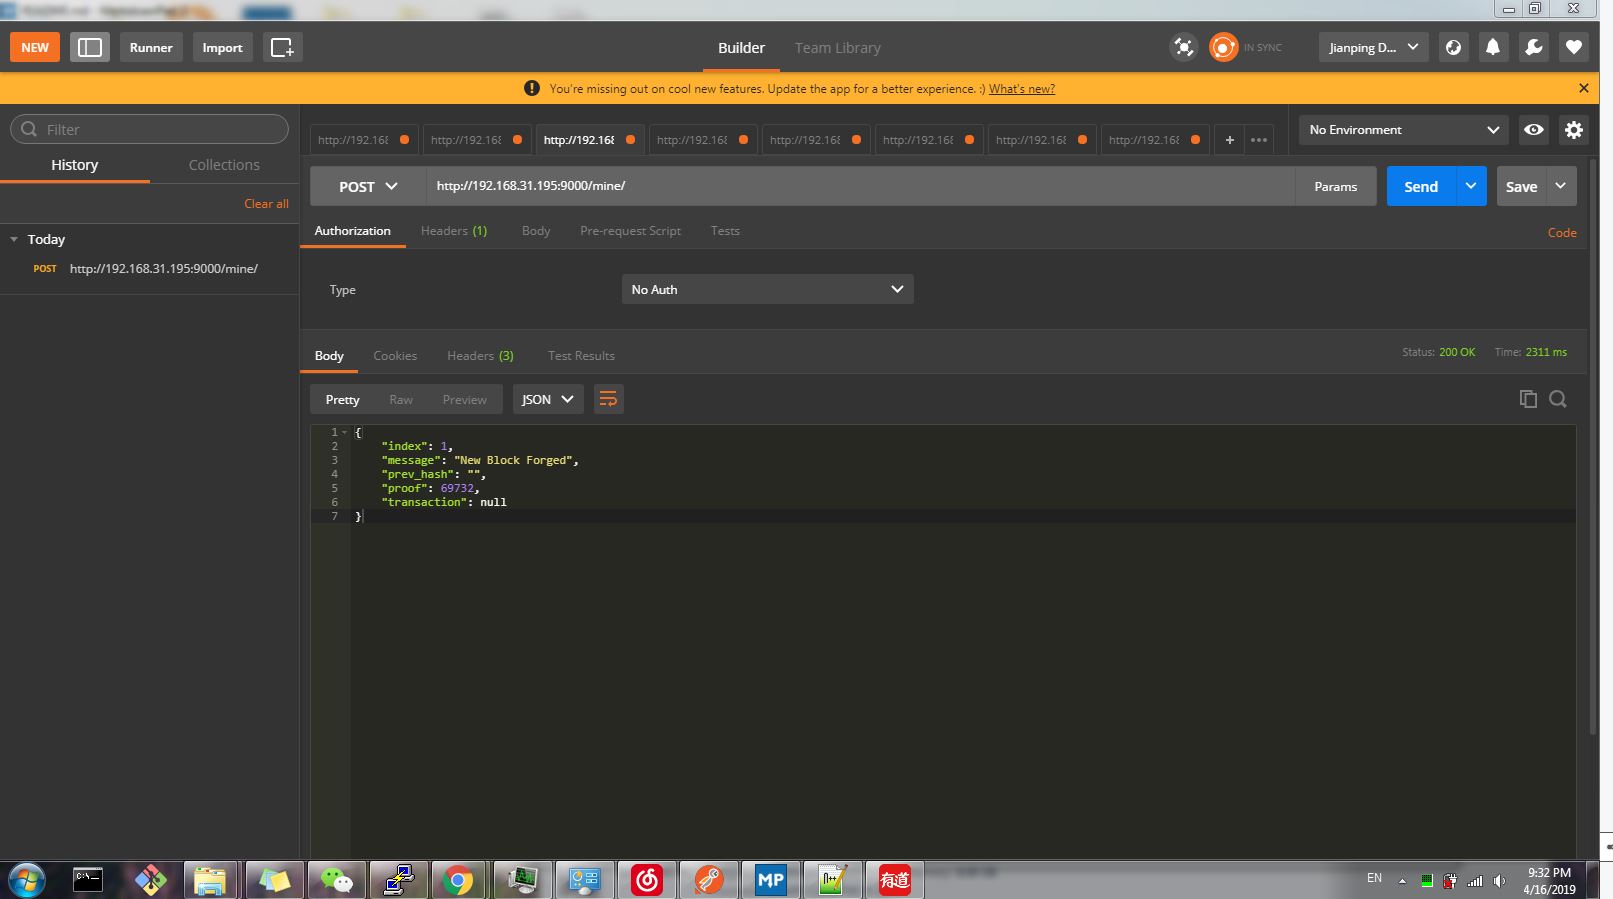 NEW
Runner
Import
Builder
Team Library
IN SYNC
Jianping D...
You're missing out on cool new features. Update the app for a better experience. :) What's new?
Filter
History
Collections
Clear all
Today
POST http://192.168.31.195:9000/mine/
http://192.168
http://192.168
http://192.168
http://192.168
http://192.168
http://192.168
http://192.168
http://192.168
No Environment
POST
http://192.168.31.195:9000/mine/
Params
Send
Save
Authorization
Headers (1)
Body
Pre-request Script
Tests
Code
Type
No Auth
Body
Cookies
Headers (3)
Test Results
Status: 200 OK
Time: 2311 ms
Pretty
Raw
Preview
JSON
1 {
2 "index": 1,
3 "message": "New Block Forged",
4 "prev_hash": "",
5 "proof": 69732,
6 "transaction": null
7 }
C:\_
MP
有道
EN
9:32 PM
4/16/2019